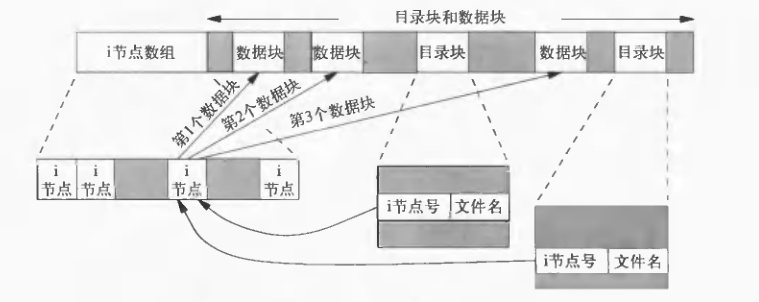 目录块和数据块
i节点数组
数据块
数据块
目录块
数据块
目录块
第1个数据块
第2个数据块
第3个数据块
i
节点
i
节点
i
节点
i
节点
i节点号
文件名
i节点号
文件名